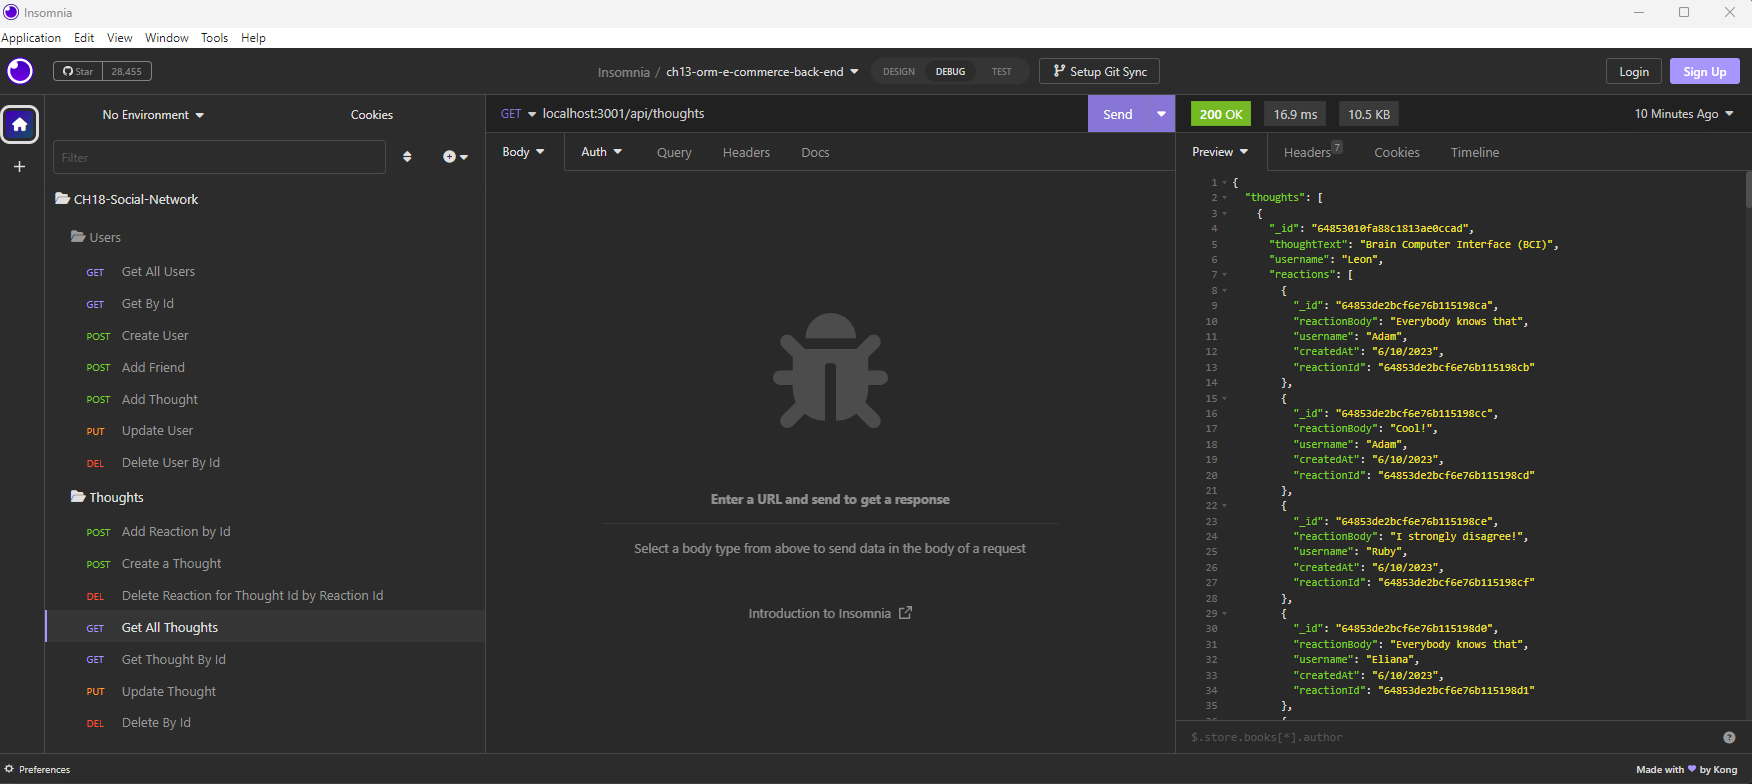 Insomnia
Application Edit View Window Tools Help
Star 28,455
Insomnia / ch13-orm-e-commerce-back-end
DESIGN DEBUG TEST
Setup Git Sync
Login Sign Up
No Environment Cookies
Filter
CH18-Social-Network
Users
GET Get All Users
GET Get By Id
POST Create User
POST Add Friend
POST Add Thought
PUT Update User
DEL Delete User By Id
Thoughts
POST Add Reaction by Id
POST Create a Thought
DEL Delete Reaction for Thought Id by Reaction Id
GET Get All Thoughts
GET Get Thought By Id
PUT Update Thought
DEL Delete By Id
GET localhost:3001/api/thoughts Send
Body Auth Query Headers Docs
Enter a URL and send to get a response
Select a body type from above to send data in the body of a request
Introduction to Insomnia
200 OK 16.9 ms 10.5 KB 10 Minutes Ago
Preview Headers 7 Cookies Timeline
1 {
2 "thoughts": [
3 {
4 "_id": "64853010fa88c1813ae0ccad",
5 "thoughtText": "Brain Computer Interface (BCI)",
6 "username": "Leon",
7 "reactions": [
8 {
9 "_id": "64853de2bcf6e76b115198ca",
10 "reactionBody": "Everybody knows that",
11 "username": "Adam",
12 "createdAt": "6/10/2023",
13 "reactionId": "64853de2bcf6e76b115198cb"
14 },
15 {
16 "_id": "64853de2bcf6e76b115198cc",
17 "reactionBody": "Cool!",
18 "username": "Adam",
19 "createdAt": "6/10/2023",
20 "reactionId": "64853de2bcf6e76b115198cd"
21 },
22 {
23 "_id": "64853de2bcf6e76b115198ce",
24 "reactionBody": "I strongly disagree!",
25 "username": "Ruby",
26 "createdAt": "6/10/2023",
27 "reactionId": "64853de2bcf6e76b115198cf"
28 },
29 {
30 "_id": "64853de2bcf6e76b115198d0",
31 "reactionBody": "Everybody knows that",
32 "username": "Eliana",
33 "createdAt": "6/10/2023",
34 "reactionId": "64853de2bcf6e76b115198d1"
35 },
$.store.books[*].author
Preferences
Made with by Kong